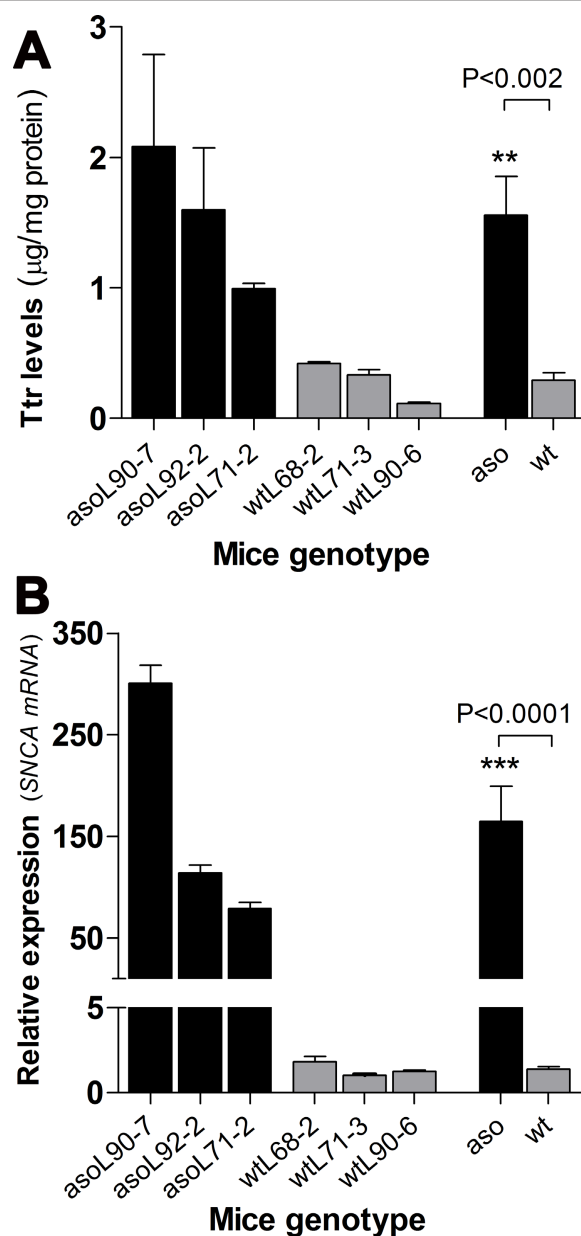 A
Ttr levels (μg/mg protein)
3
2
1
0
P<0.002
**
asoL90-7
asoL92-2
asoL71-2
wtL68-2
wtL71-3
wtL90-6
aso
wt
Mice genotype
B
Relative expression (SNCA mRNA)
350
250
150
50
5
0
P<0.0001
***
asoL90-7
asoL92-2
asoL71-2
wtL68-2
wtL71-3
wtL90-6
aso
wt
Mice genotype